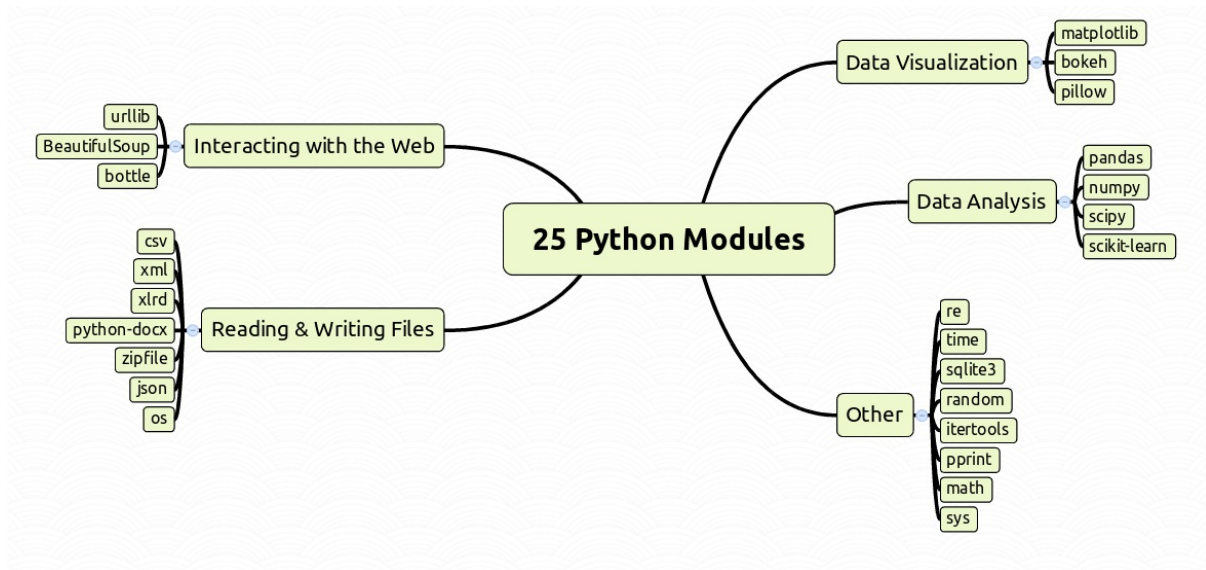 25 Python Modules
Data Visualization
matplotlib
bokeh
pillow
Data Analysis
pandas
numpy
scipy
scikit-learn
Other
re
time
sqlite3
random
itertools
pprint
math
sys
Interacting with the Web
urllib
BeautifulSoup
bottle
Reading & Writing Files
csv
xml
xlrd
python-docx
zipfile
json
os